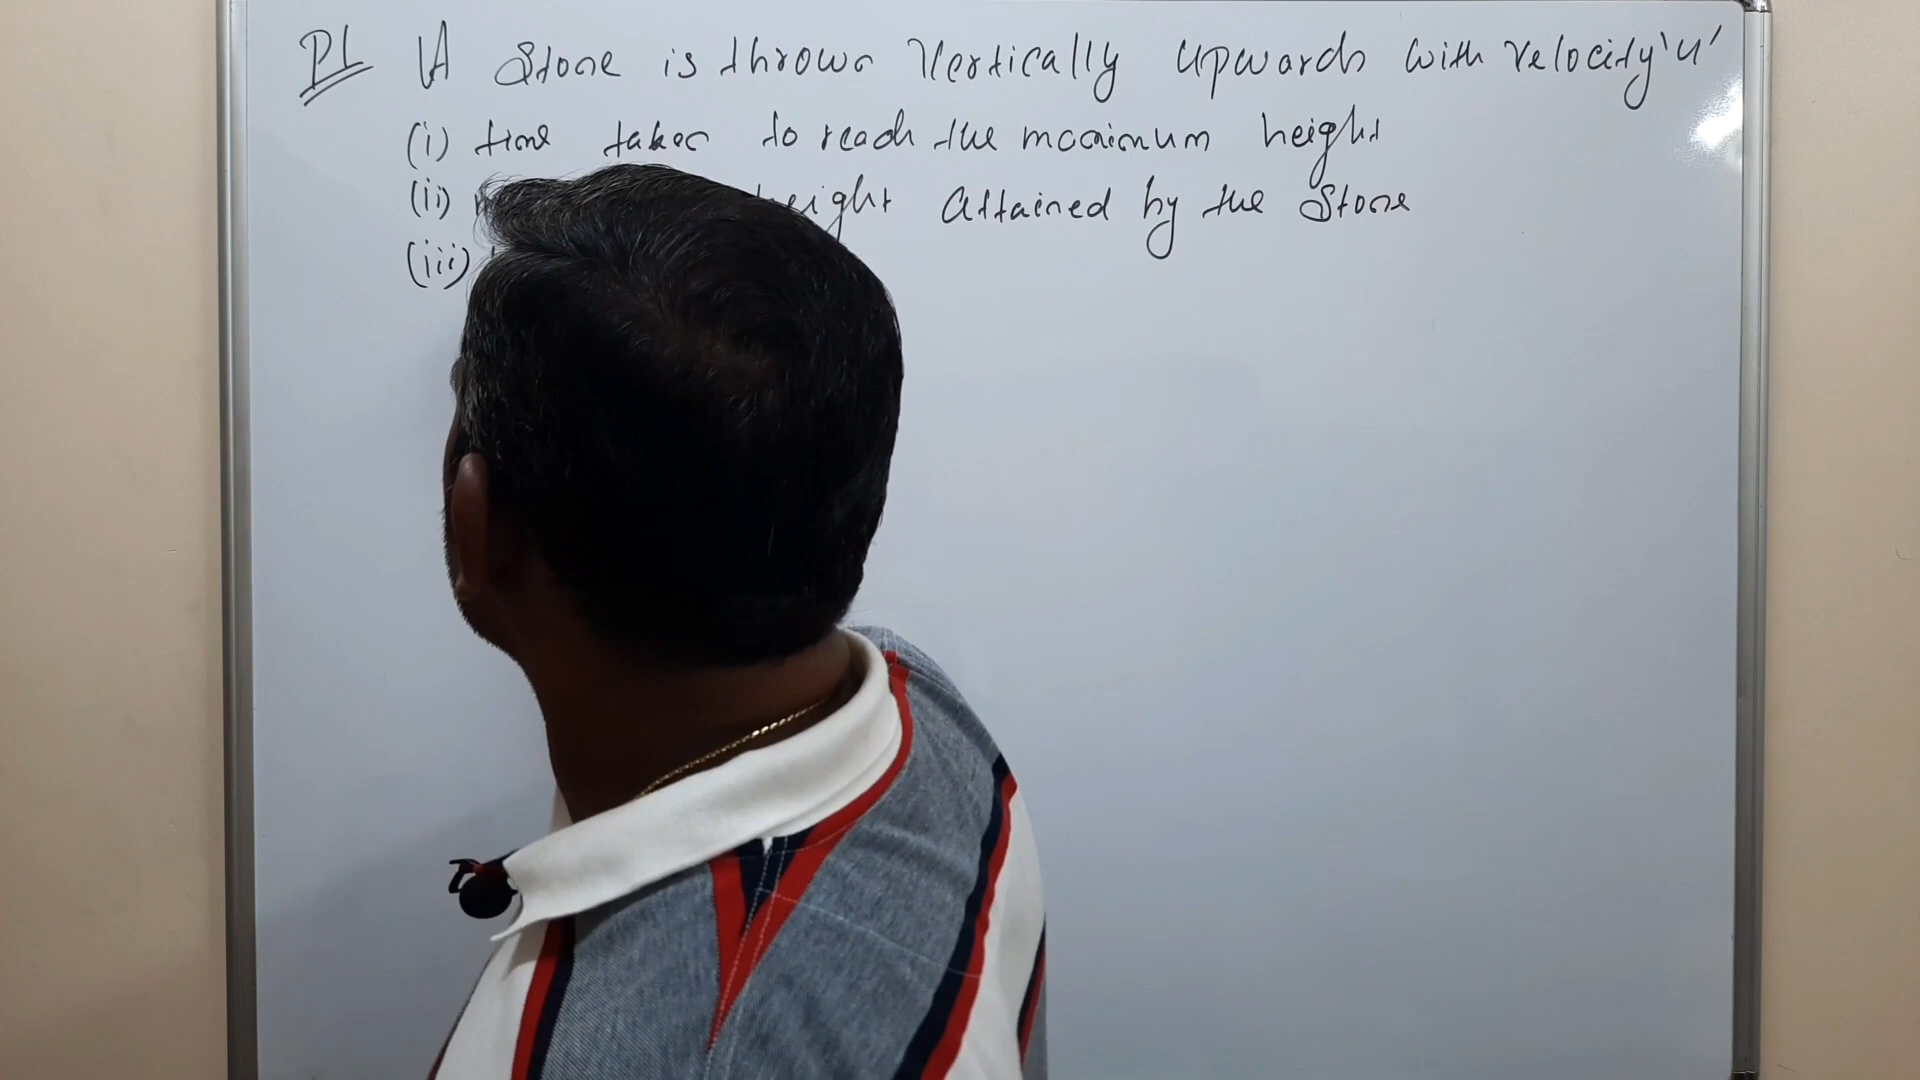 P1 A Stone is thrown Vertically upwards with velocity 'u'
(i) time taken to reach the maximum height
(ii) height Attained by the Stone
(iii)